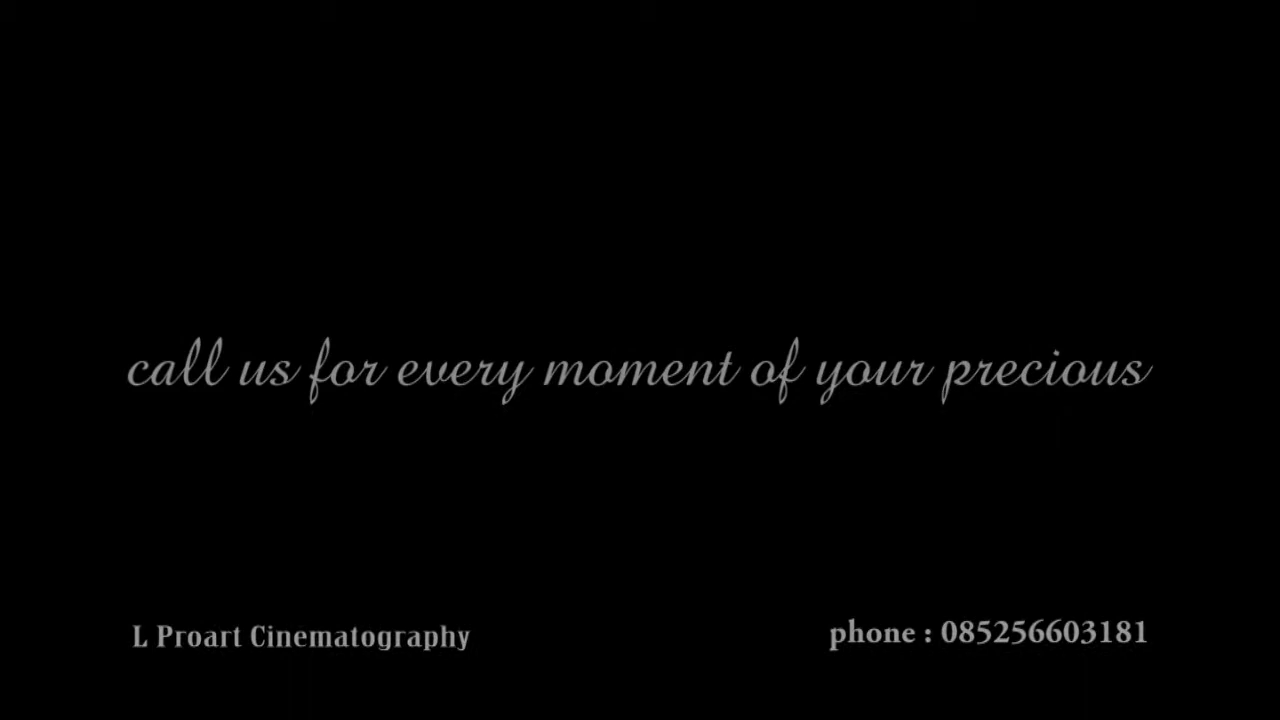 call us for every moment of your precious
L Proart Cinematography
phone : 085256603181